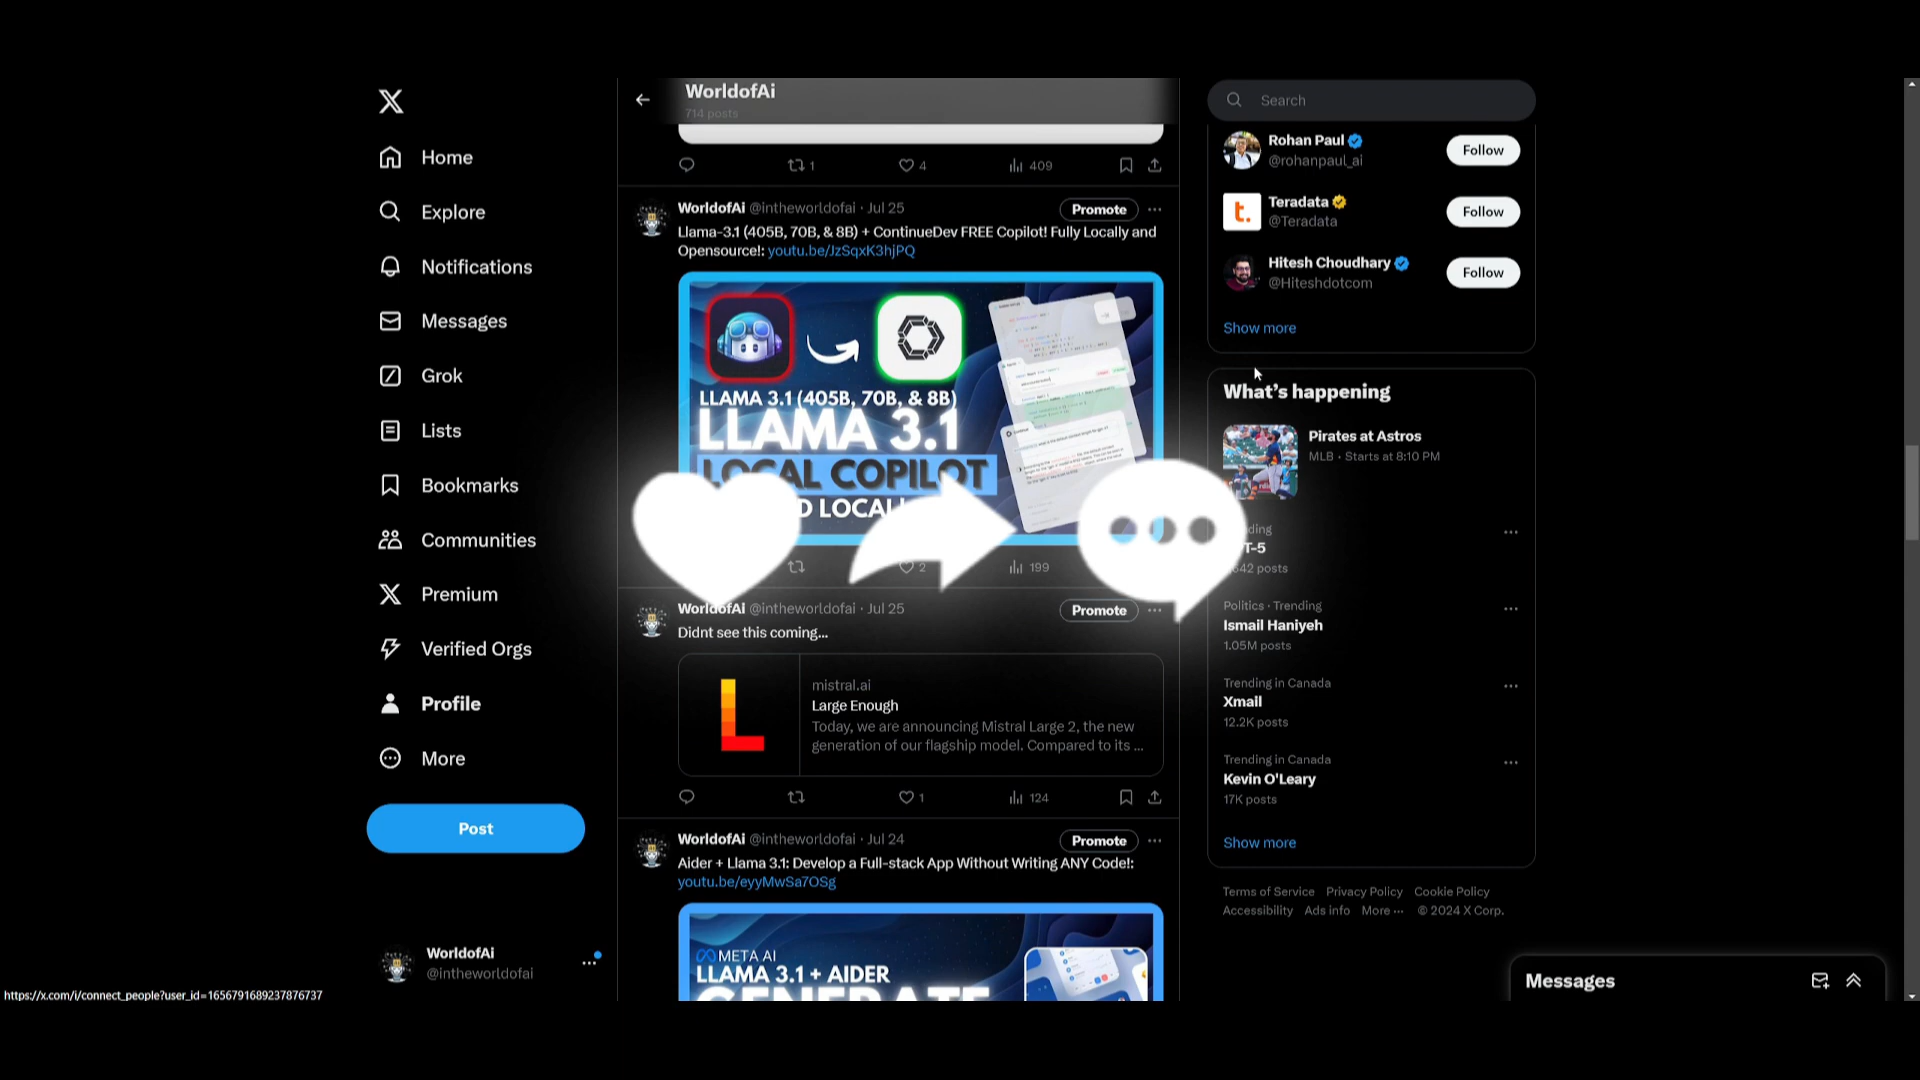 Home
Explore
Notifications
Messages
Grok
Lists
Bookmarks
Communities
Premium
Verified Orgs
Profile
More
Post
WorldofAi
@intheworldofai
https://x.com/i/connect_people?user_id=1656791689237876737
WorldofAi
714 posts
1
4
409
WorldofAi @intheworldofai · Jul 25
Promote
Llama-3.1 (405B, 70B, & 8B) + ContinueDev FREE Copilot! Fully Locally and
Opensource!: youtu.be/JzSqxK3hjPQ
LLAMA 3.1 (405B, 70B, & 8B)
LLAMA 3.1
LOCAL COPILOT
2
199
WorldofAi @intheworldofai · Jul 25
Promote
Didnt see this coming...
mistral.ai
Large Enough
Today, we are announcing Mistral Large 2, the new
generation of our flagship model. Compared to its ...
1
124
WorldofAi @intheworldofai · Jul 24
Promote
Aider + Llama 3.1: Develop a Full-stack App Without Writing ANY Code!:
youtu.be/eyyMwSa7OSg
META AI
LLAMA 3.1 + AIDER
GENERATE
Search
Rohan Paul
@rohanpaul_ai
Follow
Teradata
@Teradata
Follow
Hitesh Choudhary
@Hiteshdotcom
Follow
Show more
What's happening
Pirates at Astros
MLB · Starts at 8:10 PM
T-5
posts
Politics · Trending
Ismail Haniyeh
1.05M posts
Trending in Canada
Xmail
12.2K posts
Trending in Canada
Kevin O'Leary
17K posts
Show more
Terms of Service Privacy Policy Cookie Policy
Accessibility Ads info More ··· © 2024 X Corp.
Messages